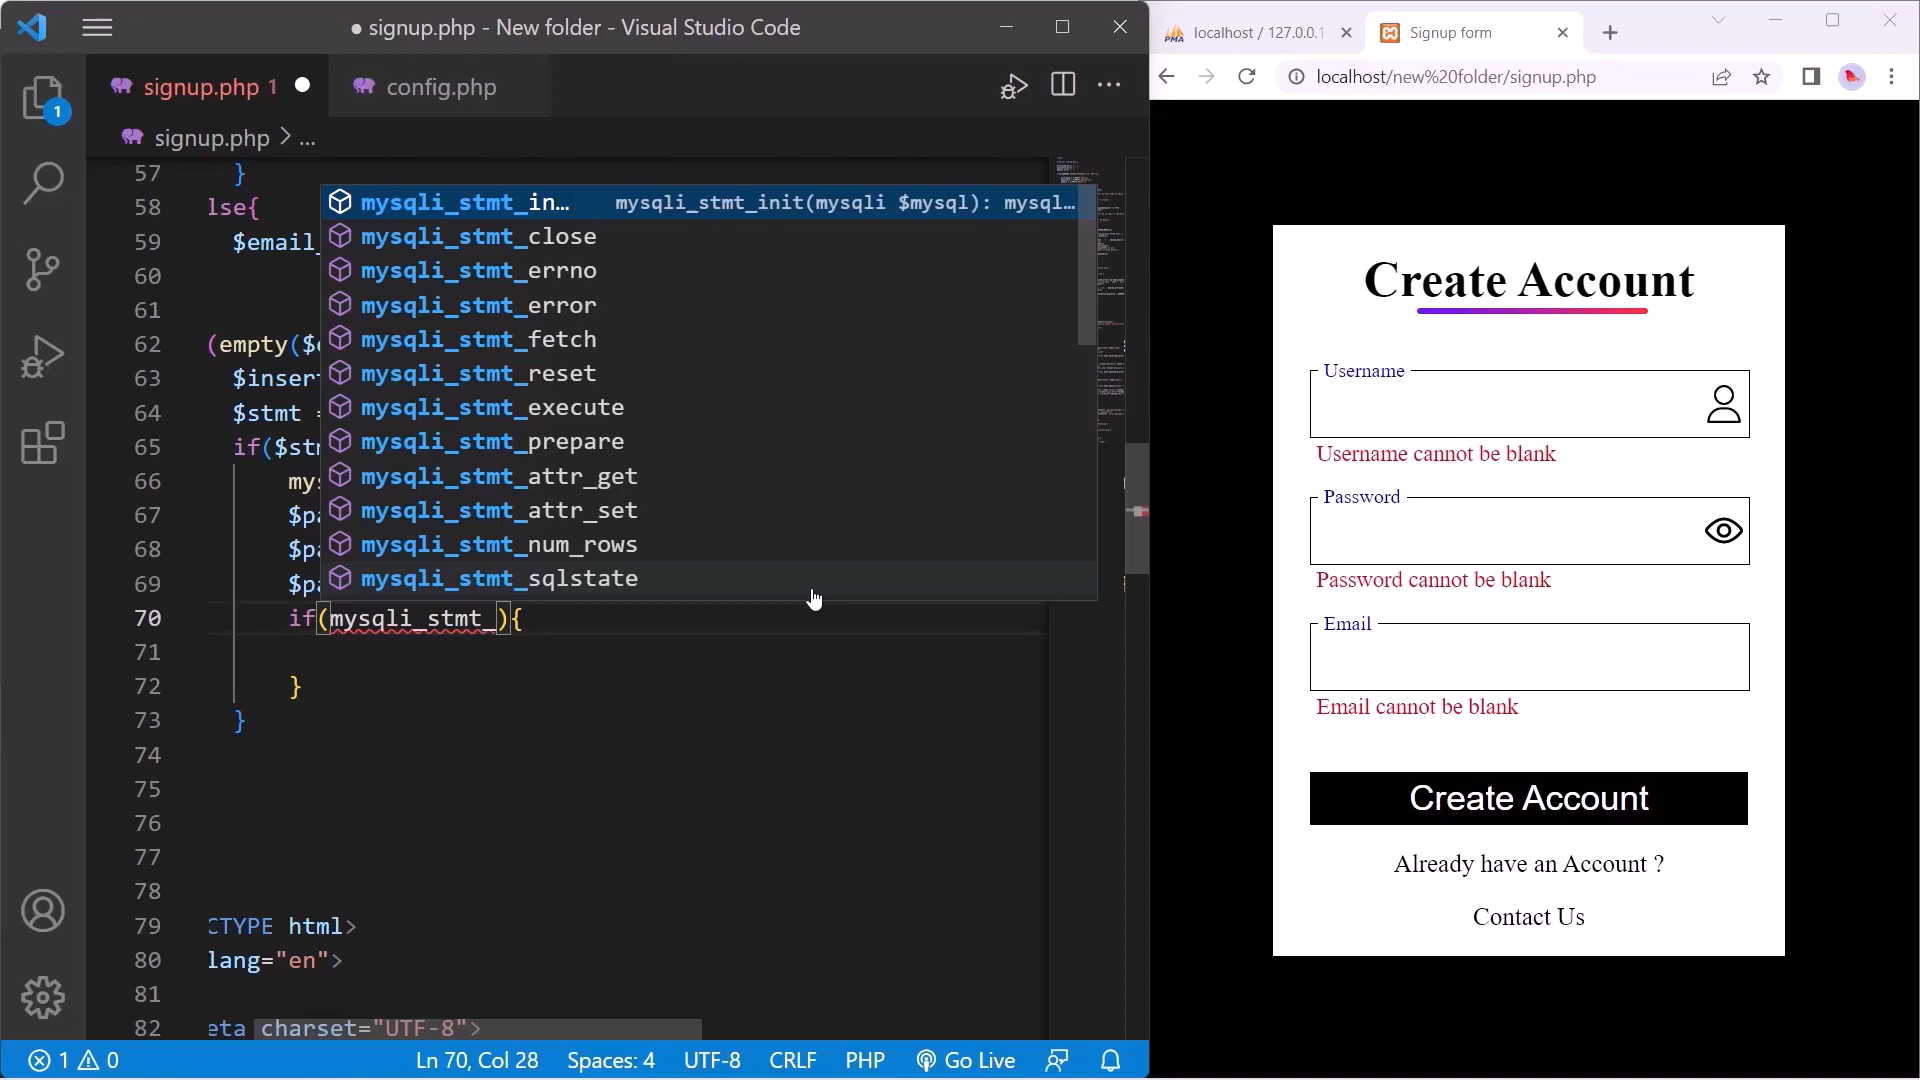 ● signup.php - New folder - Visual Studio Code
signup.php 1
config.php
signup.php > ...
57 }
58 lse{
59 $email_
60
61
62 (empty($
63 $inser
64 $stmt =
65 if($st
66 mys
67 $pa
68 $pa
69 $pa
70 if(mysqli_stmt_){
71
72 }
73 }
74
75
76
77
78
79 CTYPE html>
80 lang="en">
81
82 eta charset="UTF-8">
mysqli_stmt_in… mysqli_stmt_init(mysqli $mysql): mysql…
mysqli_stmt_close
mysqli_stmt_errno
mysqli_stmt_error
mysqli_stmt_fetch
mysqli_stmt_reset
mysqli_stmt_execute
mysqli_stmt_prepare
mysqli_stmt_attr_get
mysqli_stmt_attr_set
mysqli_stmt_num_rows
mysqli_stmt_sqlstate
1
1 0 Ln 70, Col 28 Spaces: 4 UTF-8 CRLF PHP Go Live
PMA localhost / 127.0.0.1
Signup form
localhost/new%20folder/signup.php
Create Account
Username
Username cannot be blank
Password
Password cannot be blank
Email
Email cannot be blank
Create Account
Already have an Account ?
Contact Us